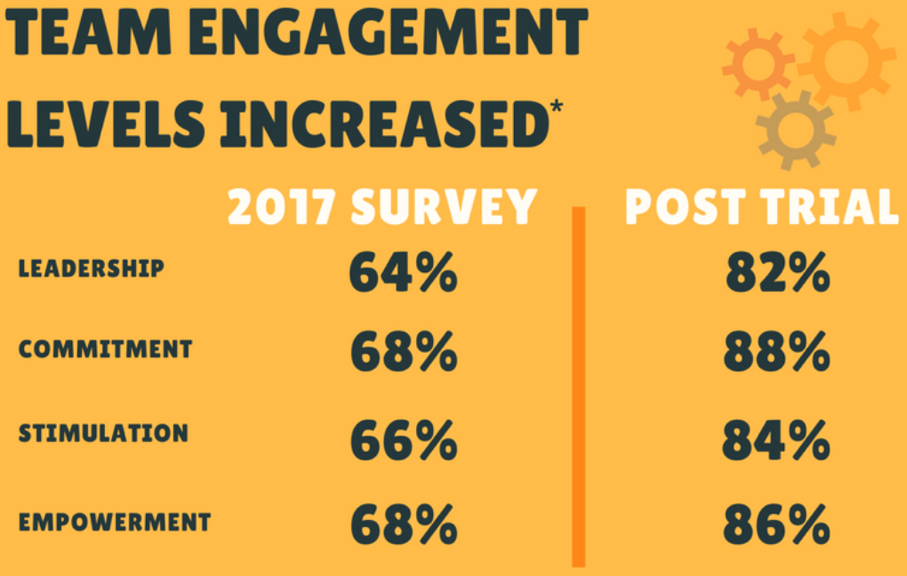 TEAM ENGAGEMENT
LEVELS INCREASED*
2017 SURVEY POST TRIAL
LEADERSHIP 64% 82%
COMMITMENT 68% 88%
STIMULATION 66% 84%
EMPOWERMENT 68% 86%